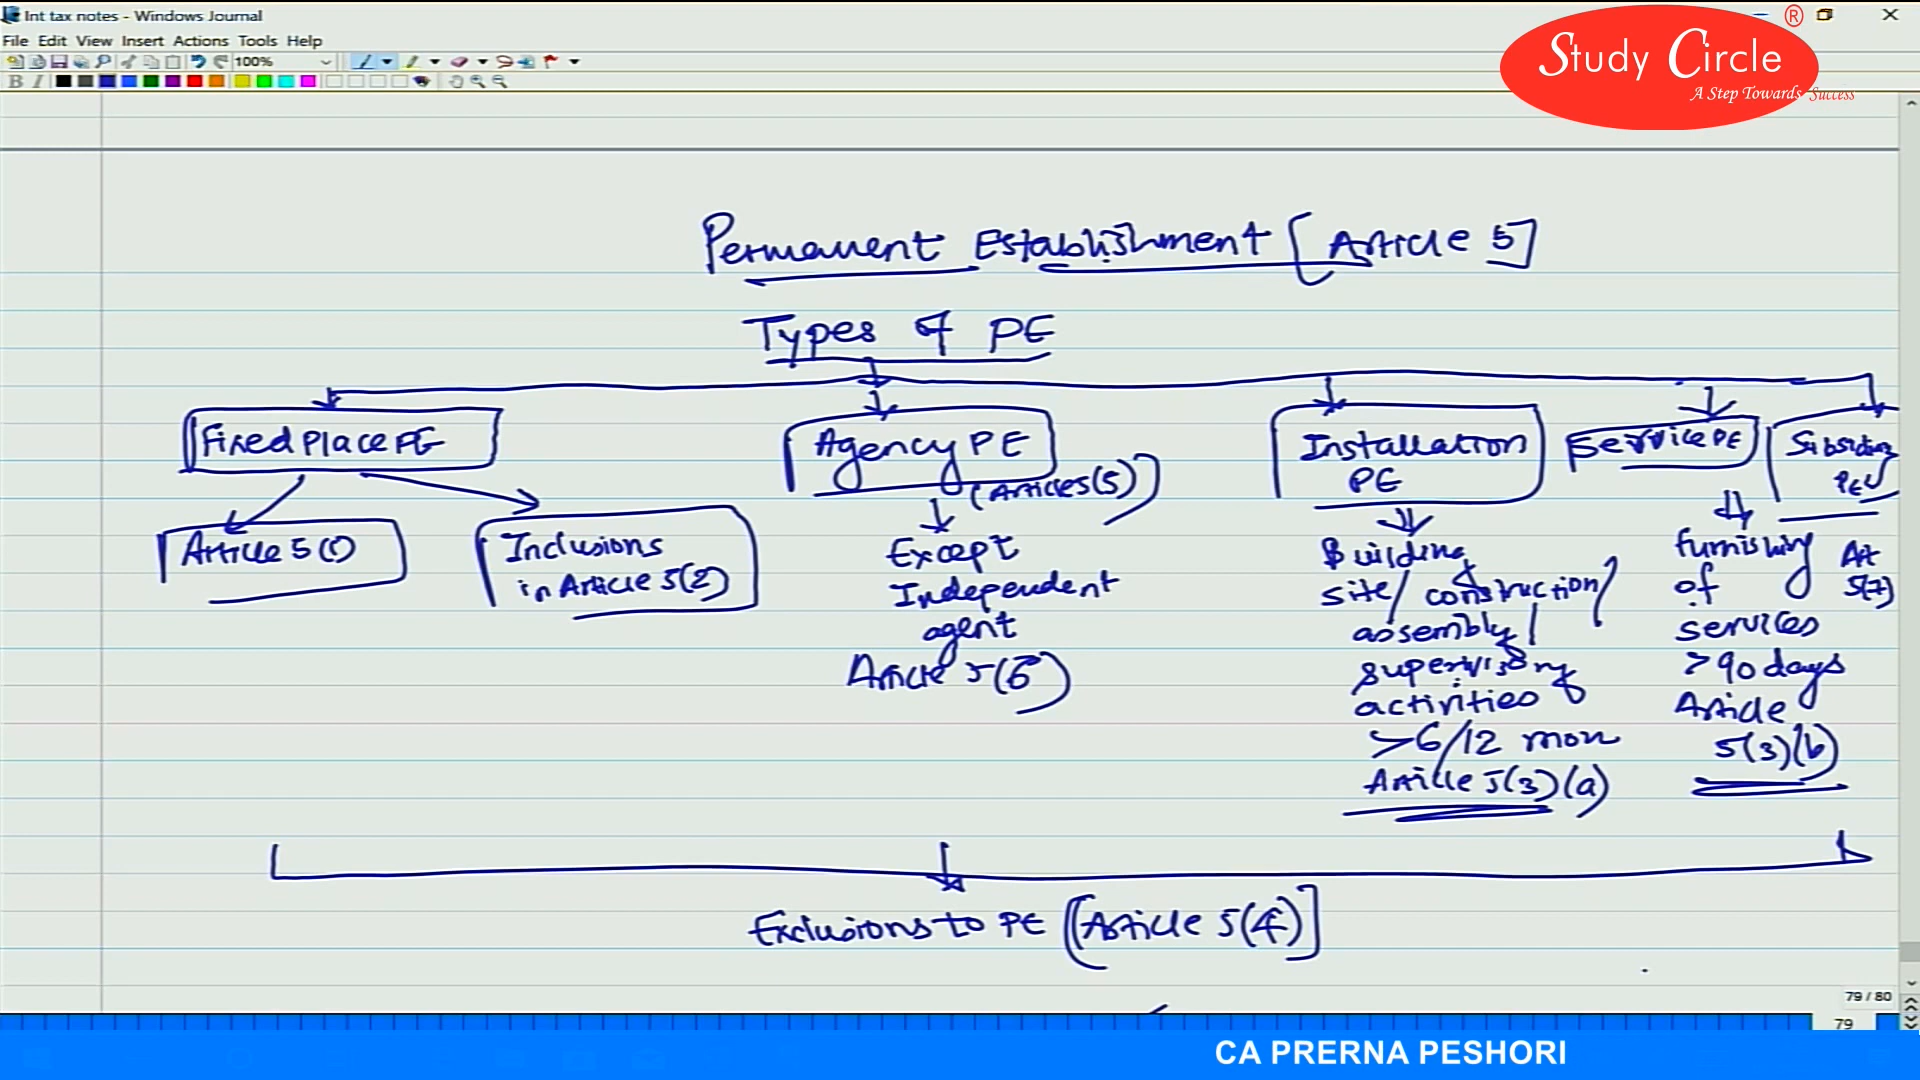 Int tax notes - Windows Journal
File Edit View Insert Actions Tools Help
100%
B I
Study Circle ®
A Step Towards Success
Permanent Establishment [Article 5]
Types of PE
Fixed Place PE
Article 5(1)
Inclusions
in Article 5(2)
Agency PE
(Articles(5)
Except
Independent
agent
Article 5(6)
Installation
PE
Building
site/ construction/
assembly/
supervisory
activities
>6/12 mon
Article 5(3)(a)
Service PE
furnishing
of
services
>90 days
Article
5(3)(b)
Subsidiary
PE
Art
5(7)
Exclusions to PE [Article 5(4)]
79 / 80
79
CA PRERNA PESHORI